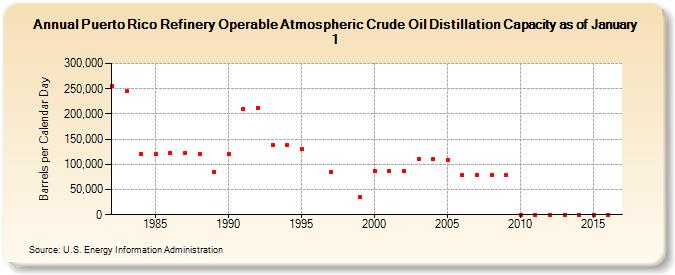 Annual Puerto Rico Refinery Operable Atmospheric Crude Oil Distillation Capacity as of January
1
Barrels per Calendar Day
300,000
250,000
200,000
150,000
100,000
50,000
0
1985 1990 1995 2000 2005 2010 2015
Source: U.S. Energy Information Administration